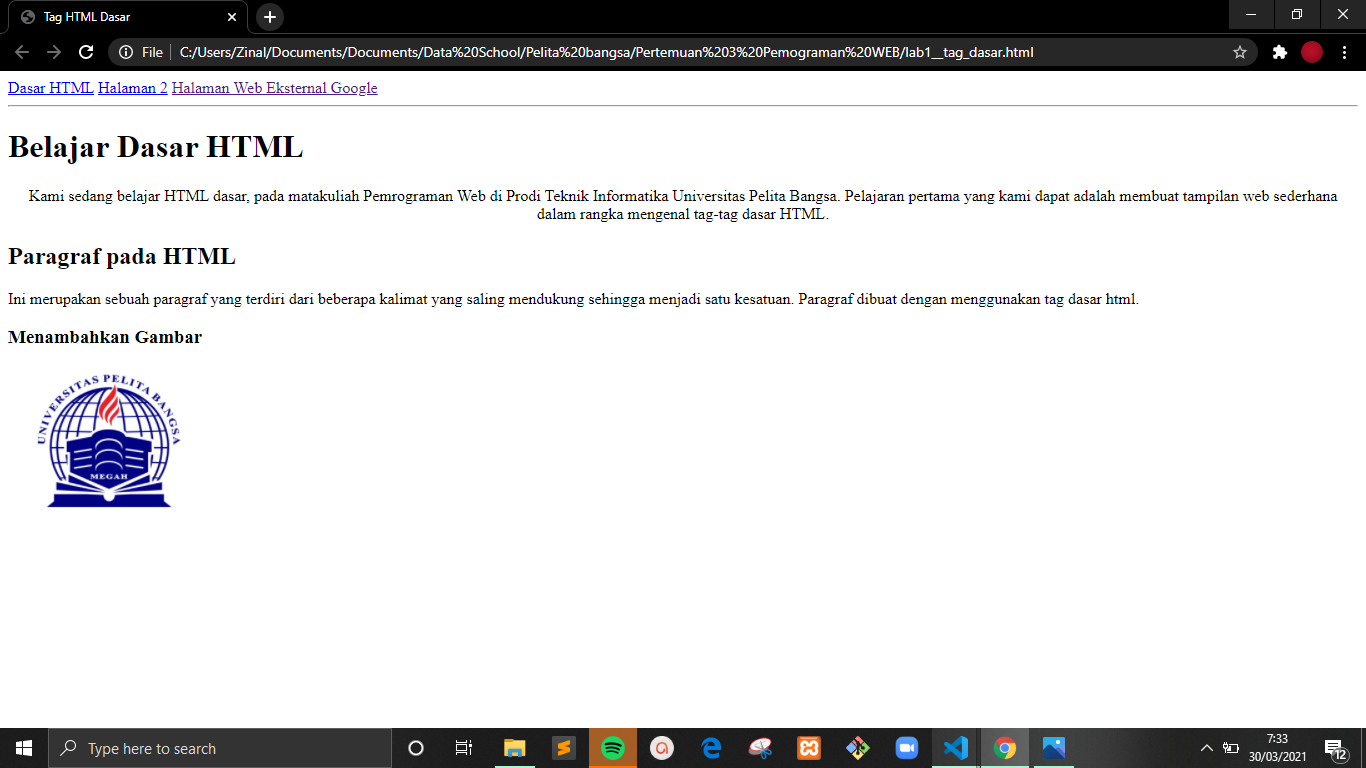 Tag HTML Dasar
File
C:/Users/Zinal/Documents/Documents/Data%20School/Pelita%20bangsa/Pertemuan%203%20Pemograman%20WEB/lab1__tag_dasar.html
Dasar HTML Halaman 2 Halaman Web Eksternal Google
Belajar Dasar HTML
Kami sedang belajar HTML dasar, pada matakuliah Pemrograman Web di Prodi Teknik Informatika Universitas Pelita Bangsa. Pelajaran pertama yang kami dapat adalah membuat tampilan web sederhana
dalam rangka mengenal tag-tag dasar HTML.
Paragraf pada HTML
Ini merupakan sebuah paragraf yang terdiri dari beberapa kalimat yang saling mendukung sehingga menjadi satu kesatuan. Paragraf dibuat dengan menggunakan tag dasar html.
Menambahkan Gambar
UNIVERSITAS PELITA BANGSA
MEGAH
Type here to search
7:33
30/03/2021
12